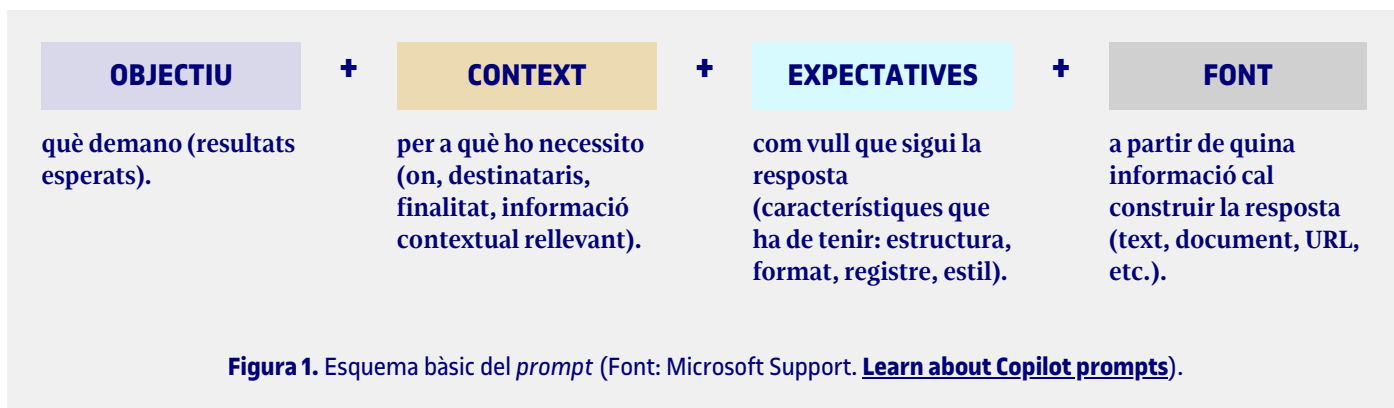 OBJECTIU + CONTEXT + EXPECTATIVES + FONT
què demano (resultats
esperats).
per a què ho necessito
(on, destinataris,
finalitat, informació
contextual rellevant).
com vull que sigui la
resposta
(característiques que
ha de tenir: estructura,
format, registre, estil).
a partir de quina
informació cal
construir la resposta
(text, document, URL,
etc.).
Figura 1. Esquema bàsic del prompt (Font: Microsoft Support. Learn about Copilot prompts).